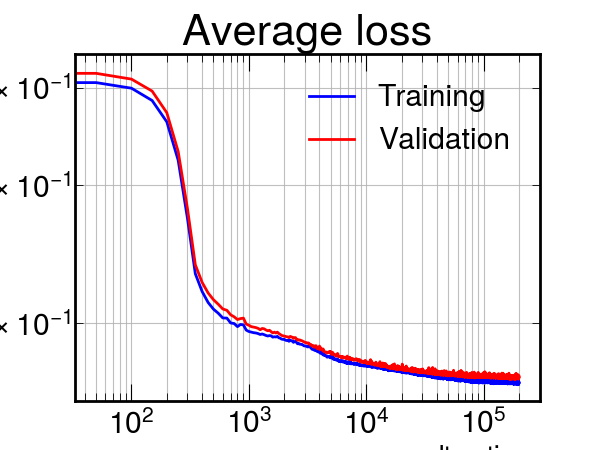 Average loss
× 10⁻¹
Training
Validation
× 10⁻¹
× 10⁻¹
10² 10³ 10⁴ 10⁵